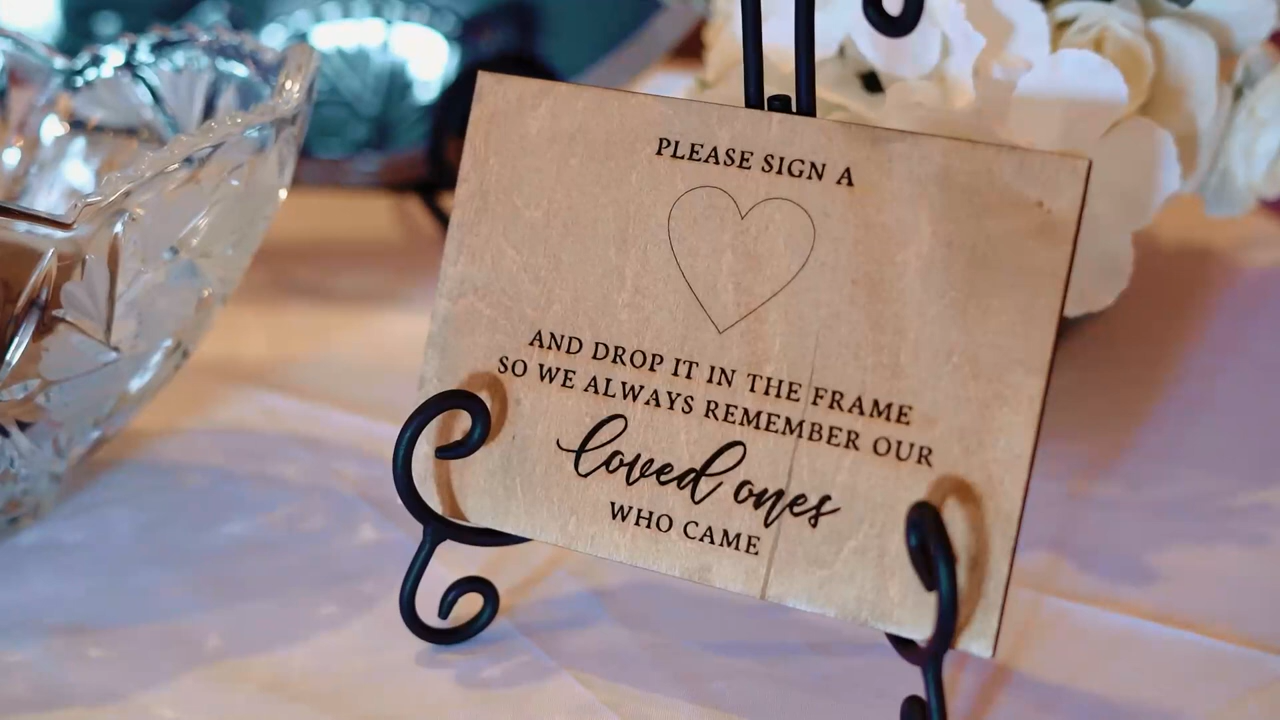 PLEASE SIGN A
AND DROP IT IN THE FRAME
SO WE ALWAYS REMEMBER OUR
loved ones
WHO CAME